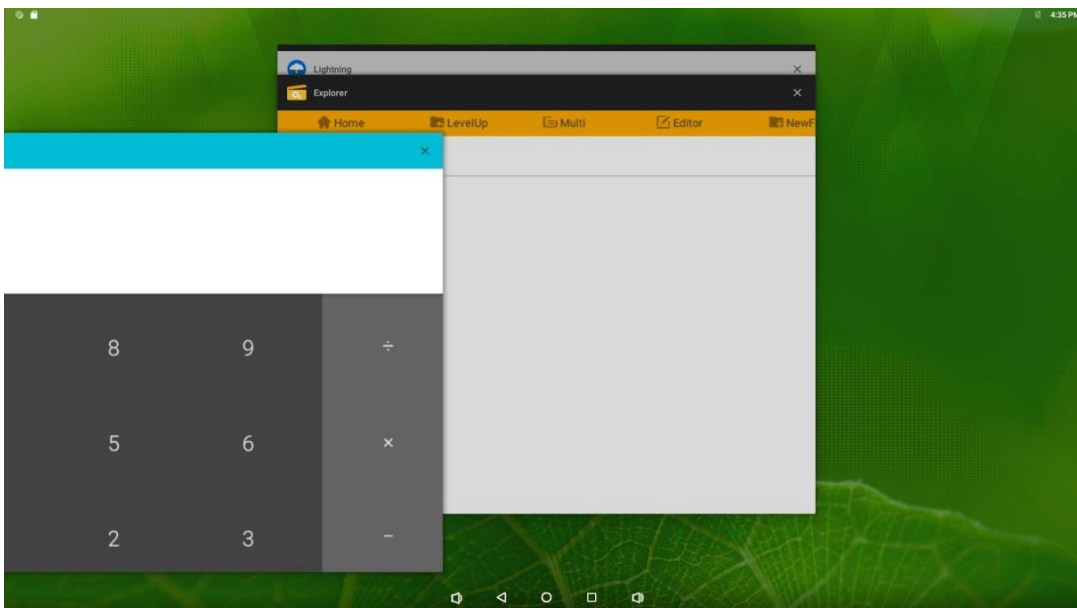 4:35 PM
Lightning
Explorer
Home LevelUp Multi Editor NewF
8 9 ÷
5 6 ×
2 3 −